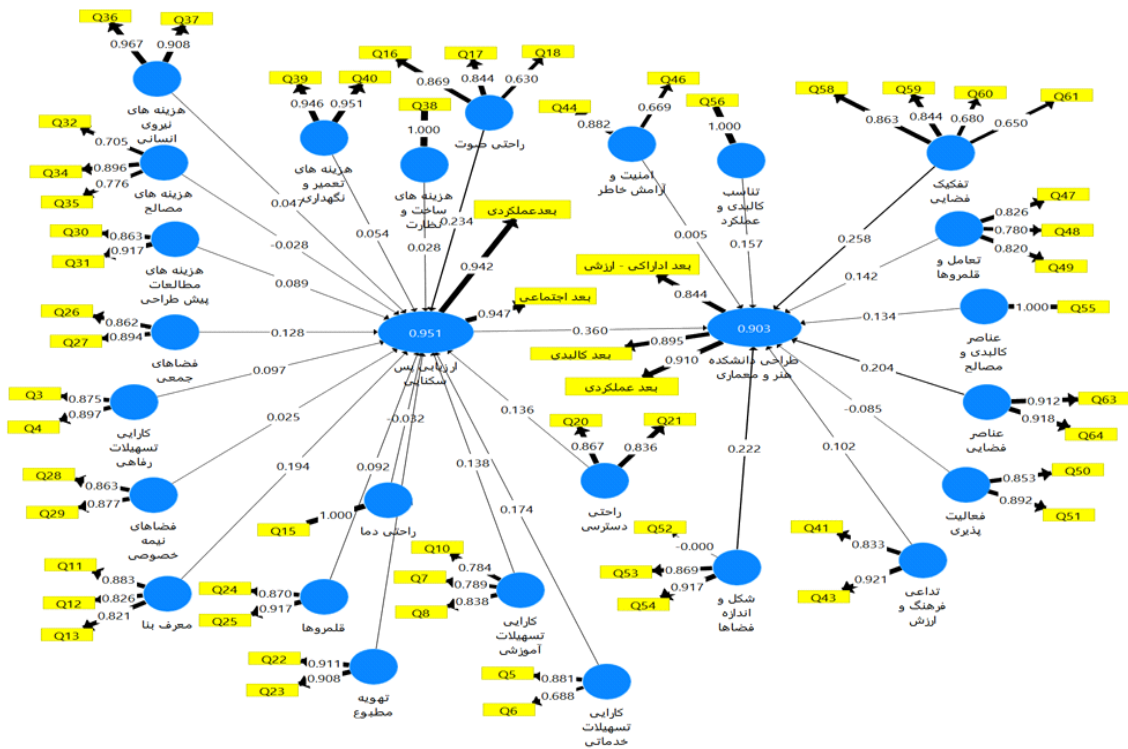 Q36
Q37
0.967
0.908
هزینه های
نیروی
انسانی
Q39
Q40
0.946
0.951
هزینه های
تعمیر و
نگهداری
Q16
Q17
Q18
0.869
0.844
0.630
راحتی صوت
Q38
1.000
هزینه های
ساخت و
نظارت
Q44
Q46
0.882
0.669
امنیت و
آرامش خاطر
Q56
1.000
تناسب
کالبدی و
عملکرد
Q58
Q59
Q60
Q61
0.863
0.844
0.680
0.650
تفکیک
فضایی
Q32
Q34
Q35
0.705
0.896
0.776
هزینه های
مصالح
Q47
Q48
Q49
0.826
0.780
0.820
تعامل و
قلمروها
Q30
Q31
0.863
0.917
هزینه های
مطالعات
پیش طراحی
0.047
-0.028
0.089
0.054
0.028
0.234
بعدعملکردی
0.942
بعد اجتماعی
0.947
0.005
0.157
0.258
0.142
بعد اداراکی - ارزشی
0.844
Q26
Q27
0.862
0.894
فضاهای
جمعی
0.128
0.951
ارزیابی پس
سکنایی
0.360
0.903
طراحی دانشکده
هنر و معماری
0.895
بعد کالبدی
0.910
بعد عملکردی
0.134
1.000
Q55
عناصر
کالبدی و
مصالح
Q3
Q4
0.875
0.897
کارایی
تسهیلات
رفاهی
0.097
0.204
0.912
0.918
Q63
Q64
عناصر
فضایی
Q28
Q29
0.863
0.877
فضاهای
نیمه
خصوصی
0.025
0.136
Q20
Q21
0.867
0.836
راحتی
دسترسی
-0.085
0.853
0.892
Q50
Q51
فعالیت
پذیری
0.194
0.092
-0.032
0.138
0.174
0.222
0.102
Q15
1.000
راحتی دما
Q11
Q12
Q13
0.883
0.826
0.821
معرف بنا
Q24
Q25
0.870
0.917
قلمروها
Q10
Q7
Q8
0.784
0.789
0.838
کارایی
تسهیلات
آموزشی
Q52
Q53
Q54
-0.000
0.869
0.917
شکل و
اندازه
فضاها
Q41
Q43
0.833
0.921
تداعی
فرهنگ و
ارزش
Q22
Q23
0.911
0.908
تهویه
مطبوع
Q5
Q6
0.881
0.688
کارایی
تسهیلات
خدماتی